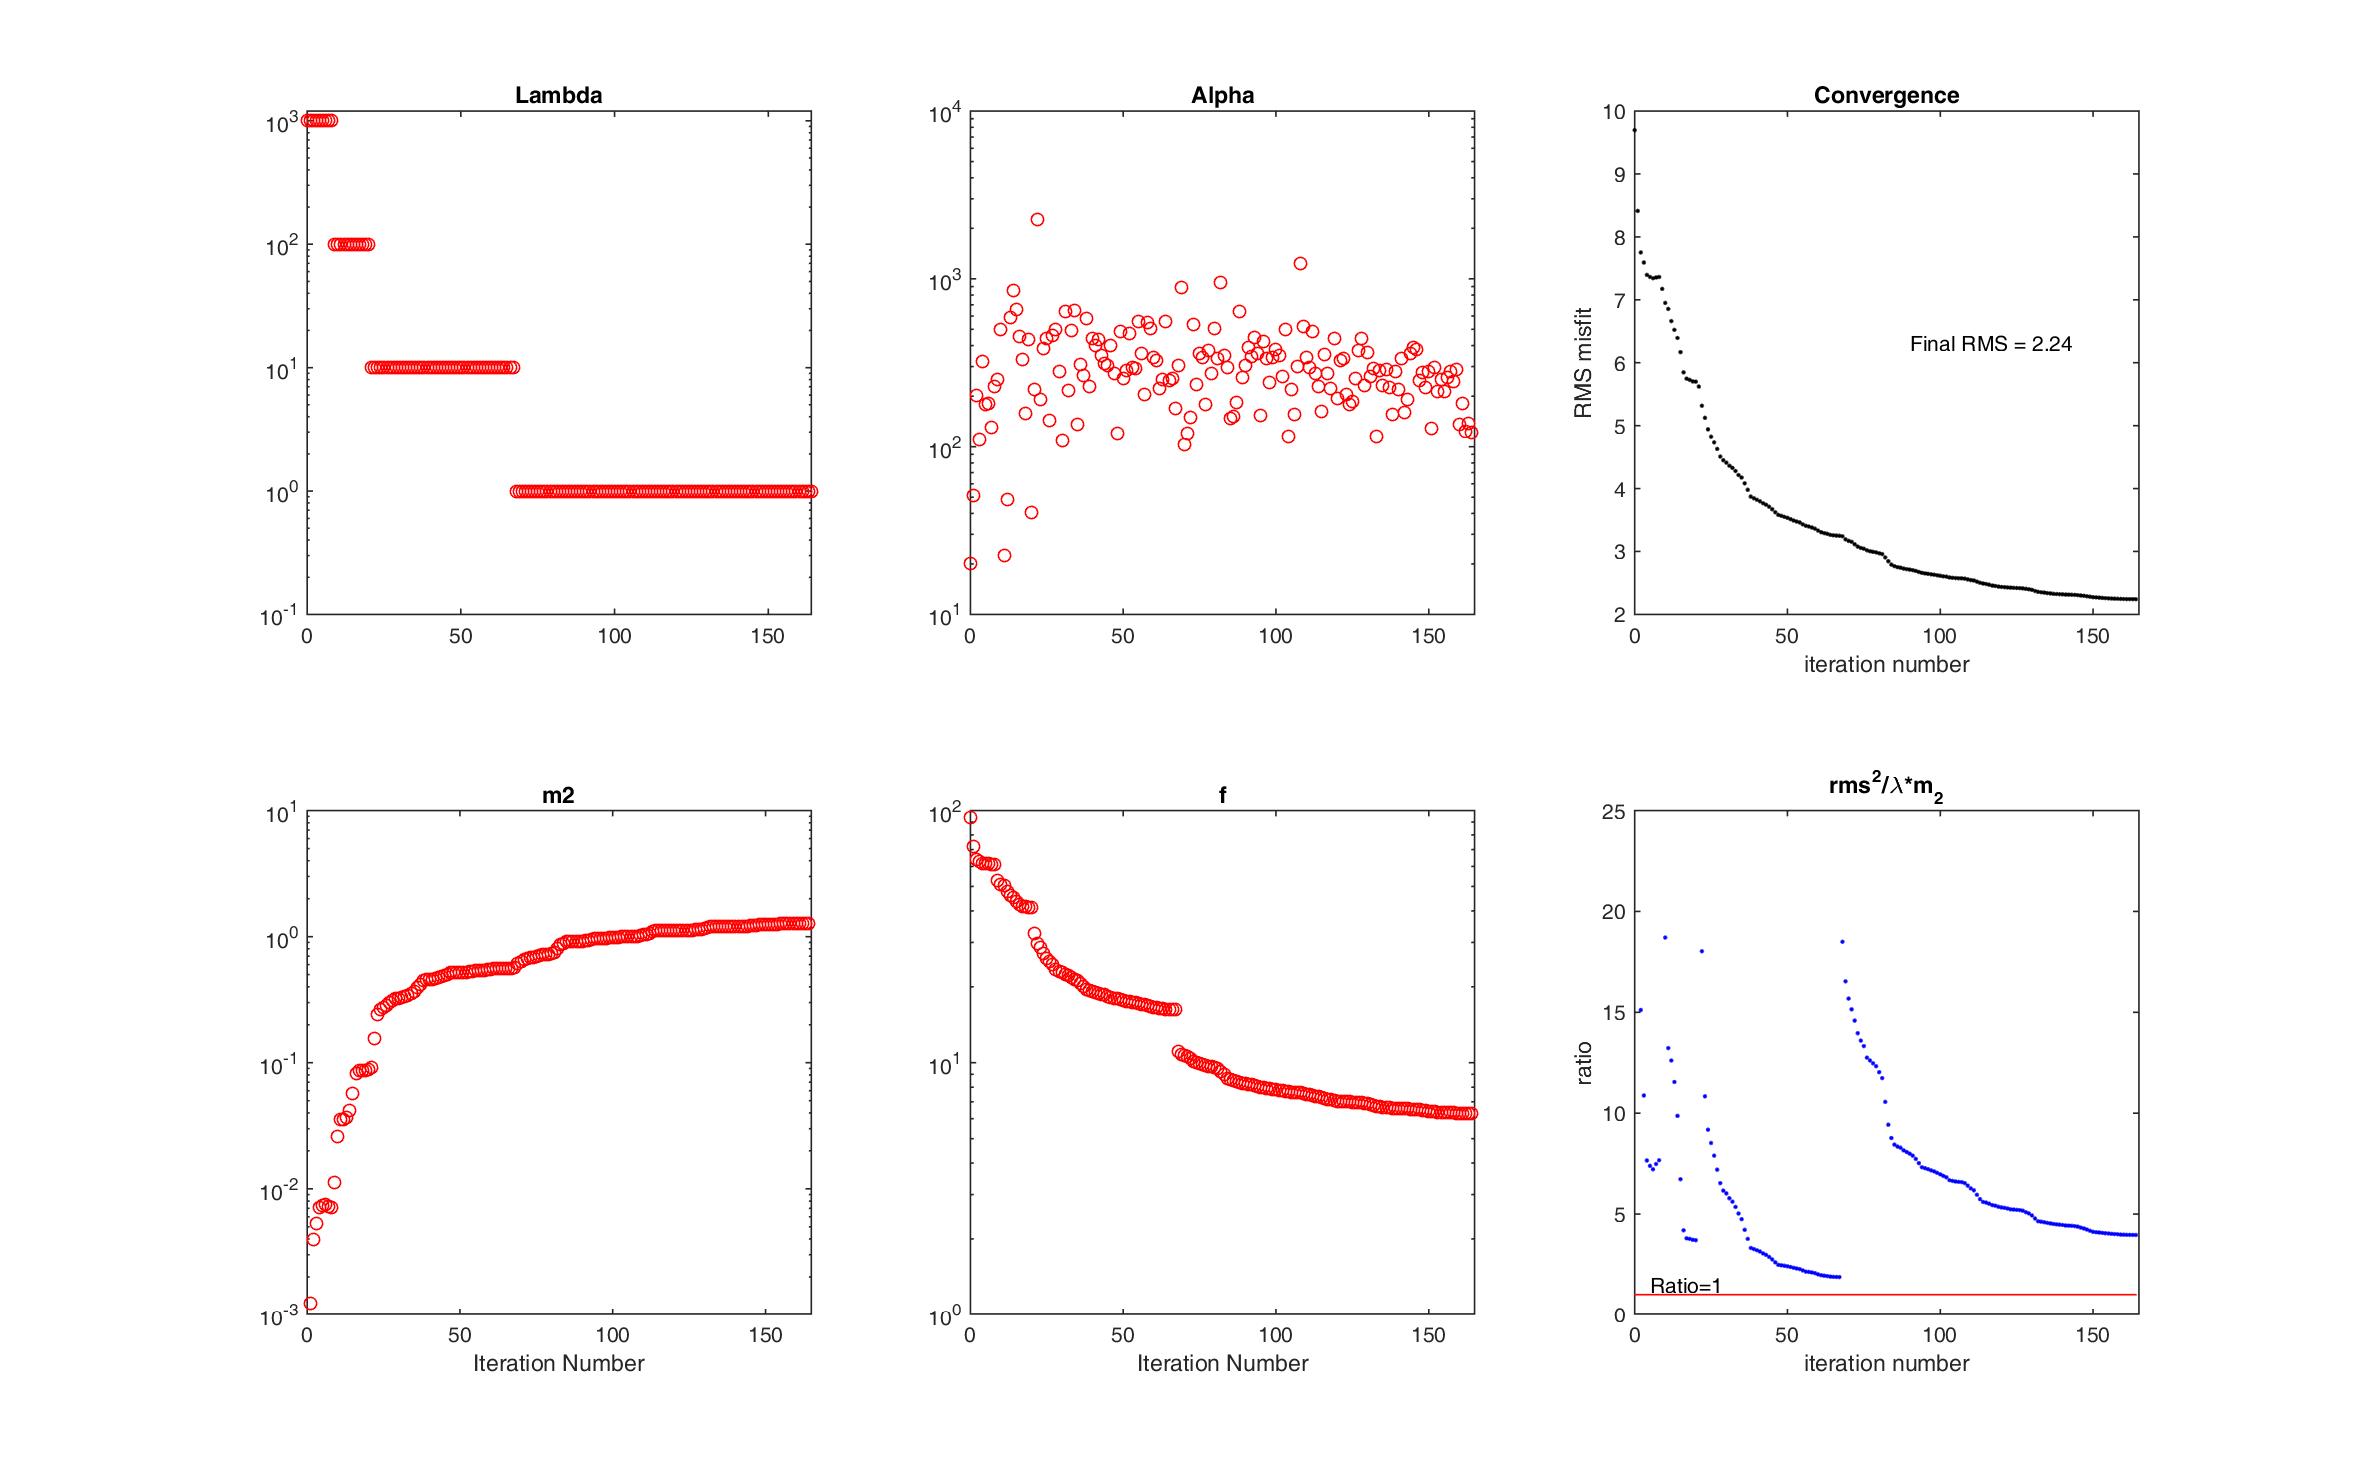 Lambda
10^3
10^2
10^1
10^0
10^-1
0 50 100 150
Alpha
10^4
10^3
10^2
10^1
0 50 100 150
Convergence
10
9
8
7
6
5
4
3
2
RMS misfit
Final RMS = 2.24
0 50 100 150
iteration number
m2
10^1
10^0
10^-1
10^-2
10^-3
0 50 100 150
Iteration Number
f
10^2
10^1
10^0
0 50 100 150
Iteration Number
rms^2/λ*m_2
25
20
15
10
5
0
ratio
Ratio=1
0 50 100 150
iteration number